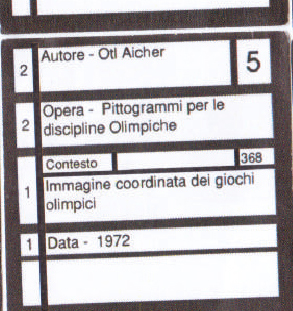 2 Autore - Otl Aicher 5
2 Opera - Pittogrammi per le
discipline Olimpiche
Contesto 368
1 Immagine coordinata dei giochi
olimpici
1 Data - 1972